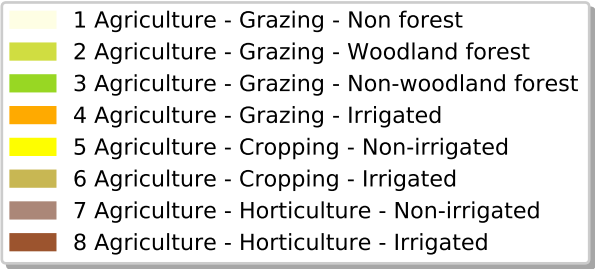 1 Agriculture - Grazing - Non forest
2 Agriculture - Grazing - Woodland forest
3 Agriculture - Grazing - Non-woodland forest
4 Agriculture - Grazing - Irrigated
5 Agriculture - Cropping - Non-irrigated
6 Agriculture - Cropping - Irrigated
7 Agriculture - Horticulture - Non-irrigated
8 Agriculture - Horticulture - Irrigated